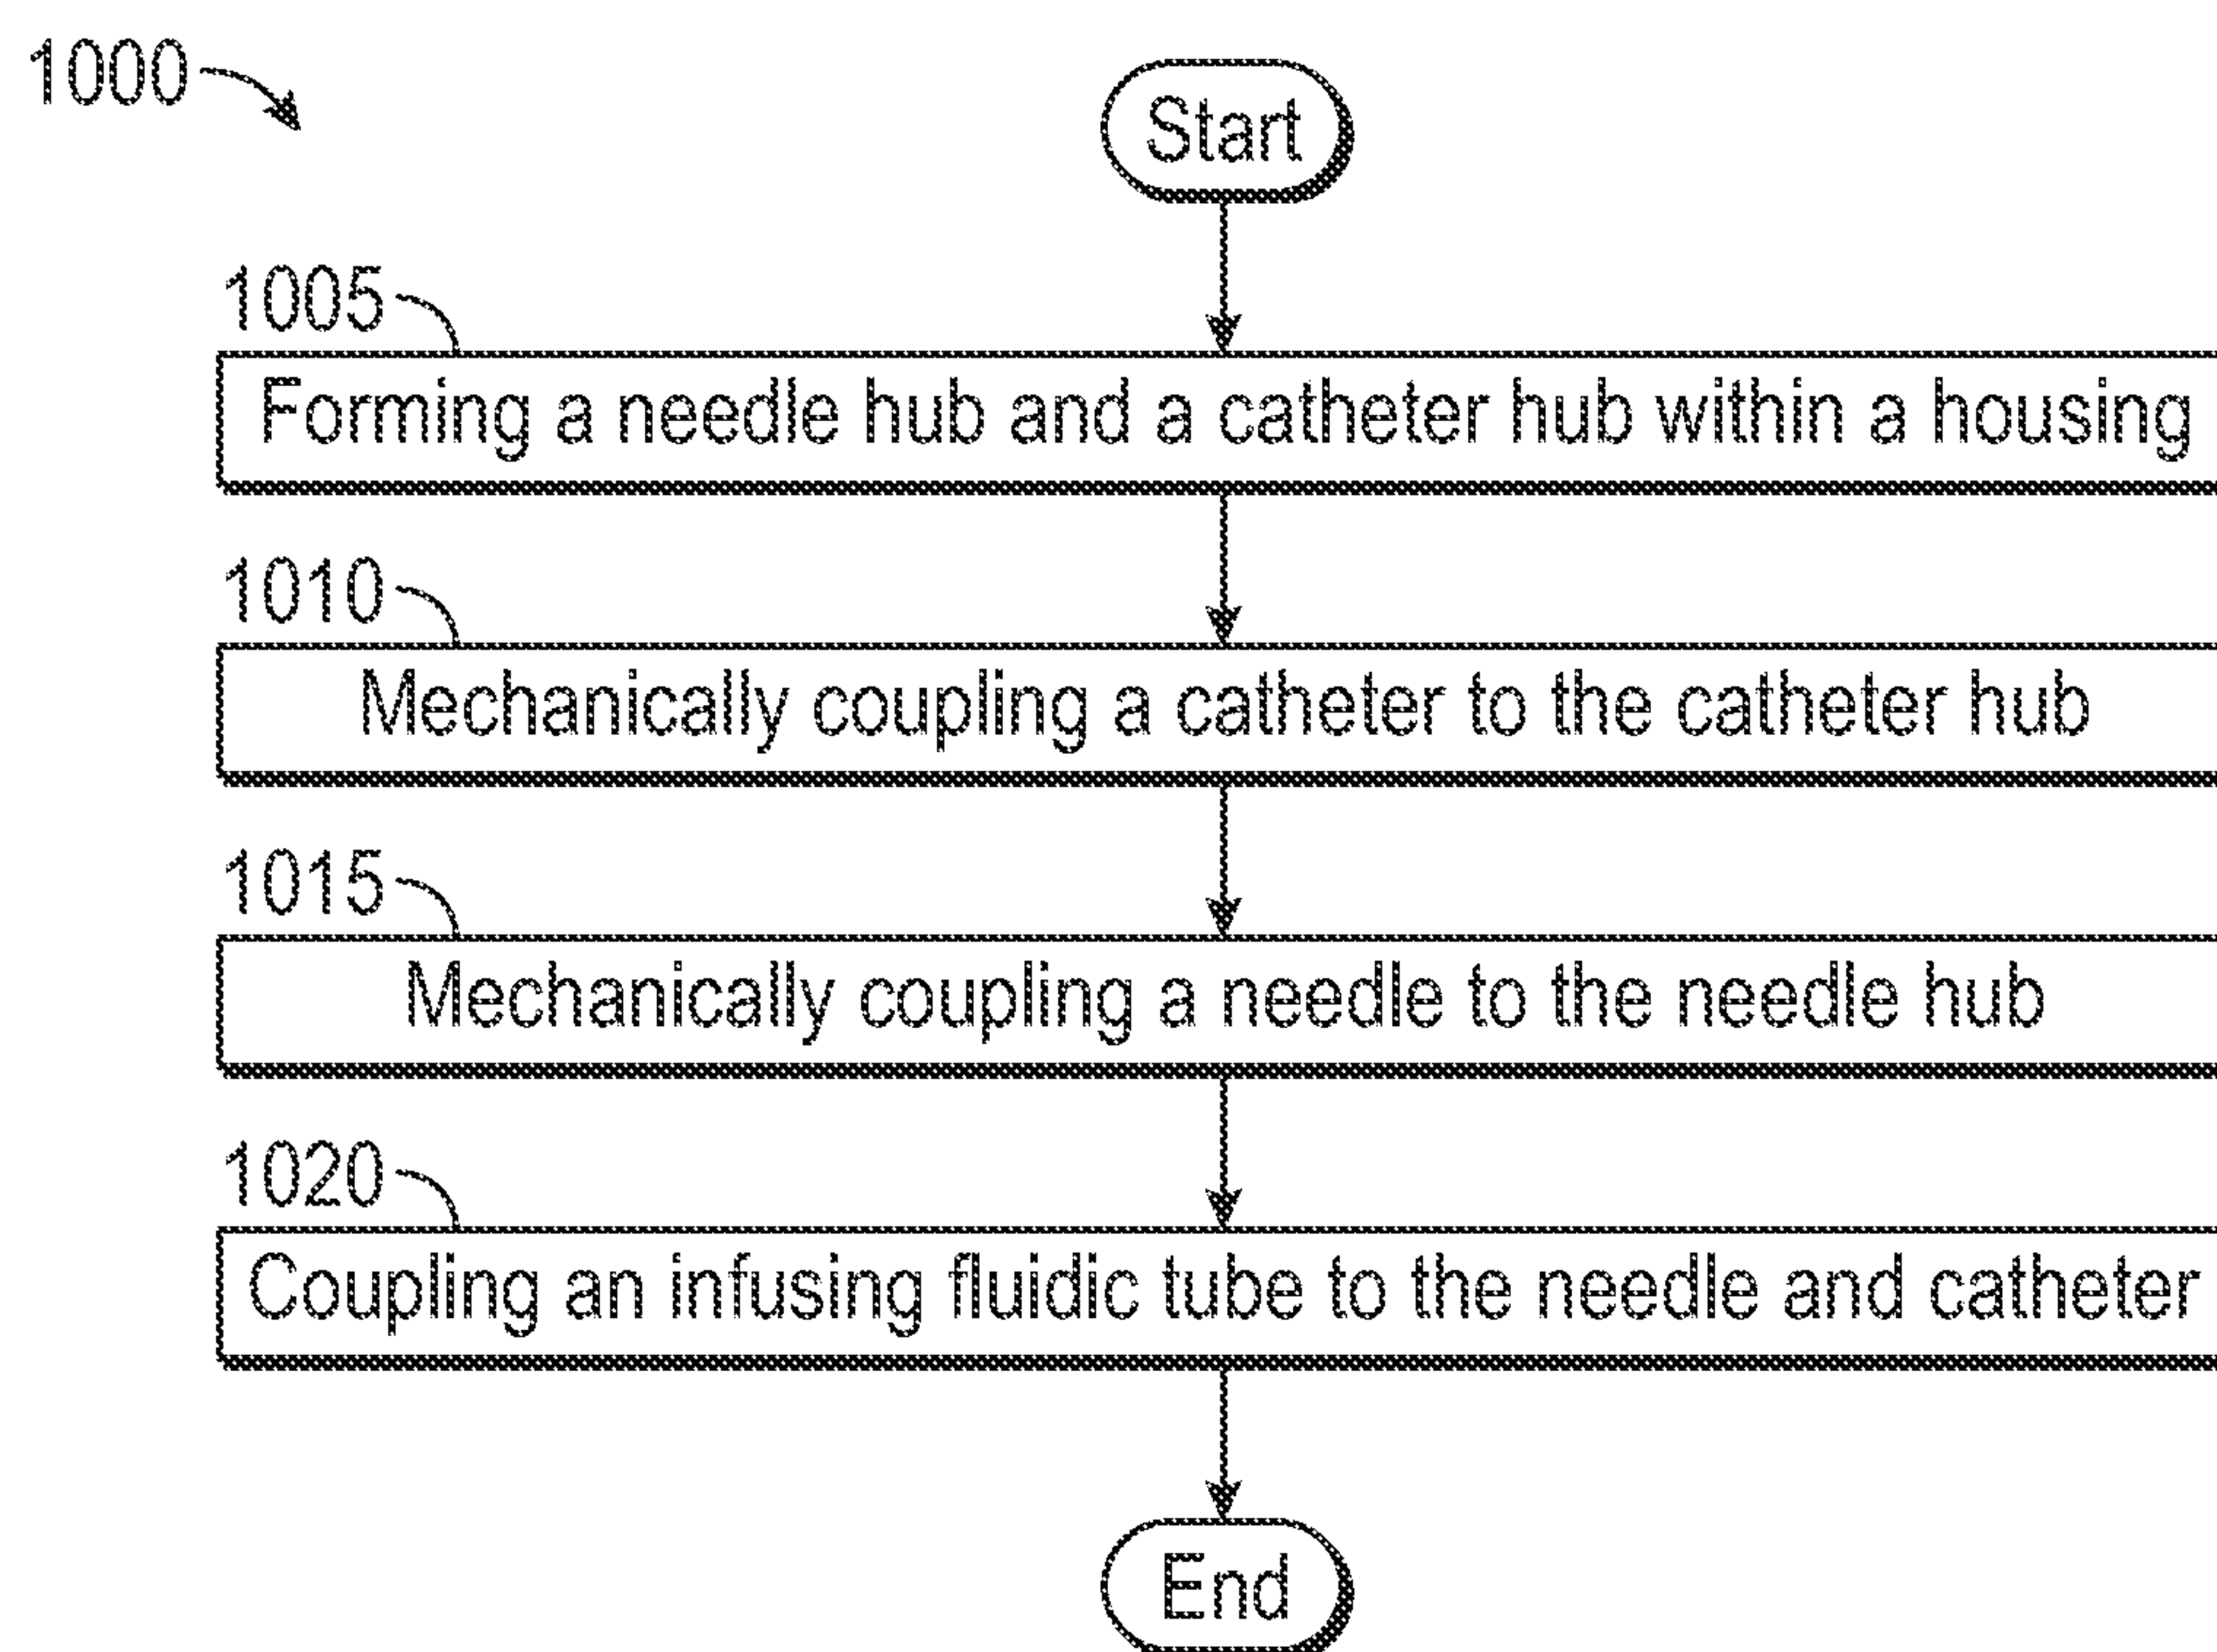 1000
Start
1005
Forming a needle hub and a catheter hub within a housing
1010
Mechanically coupling a catheter to the catheter hub
1015
Mechanically coupling a needle to the needle hub
1020
Coupling an infusing fluidic tube to the needle and catheter
End